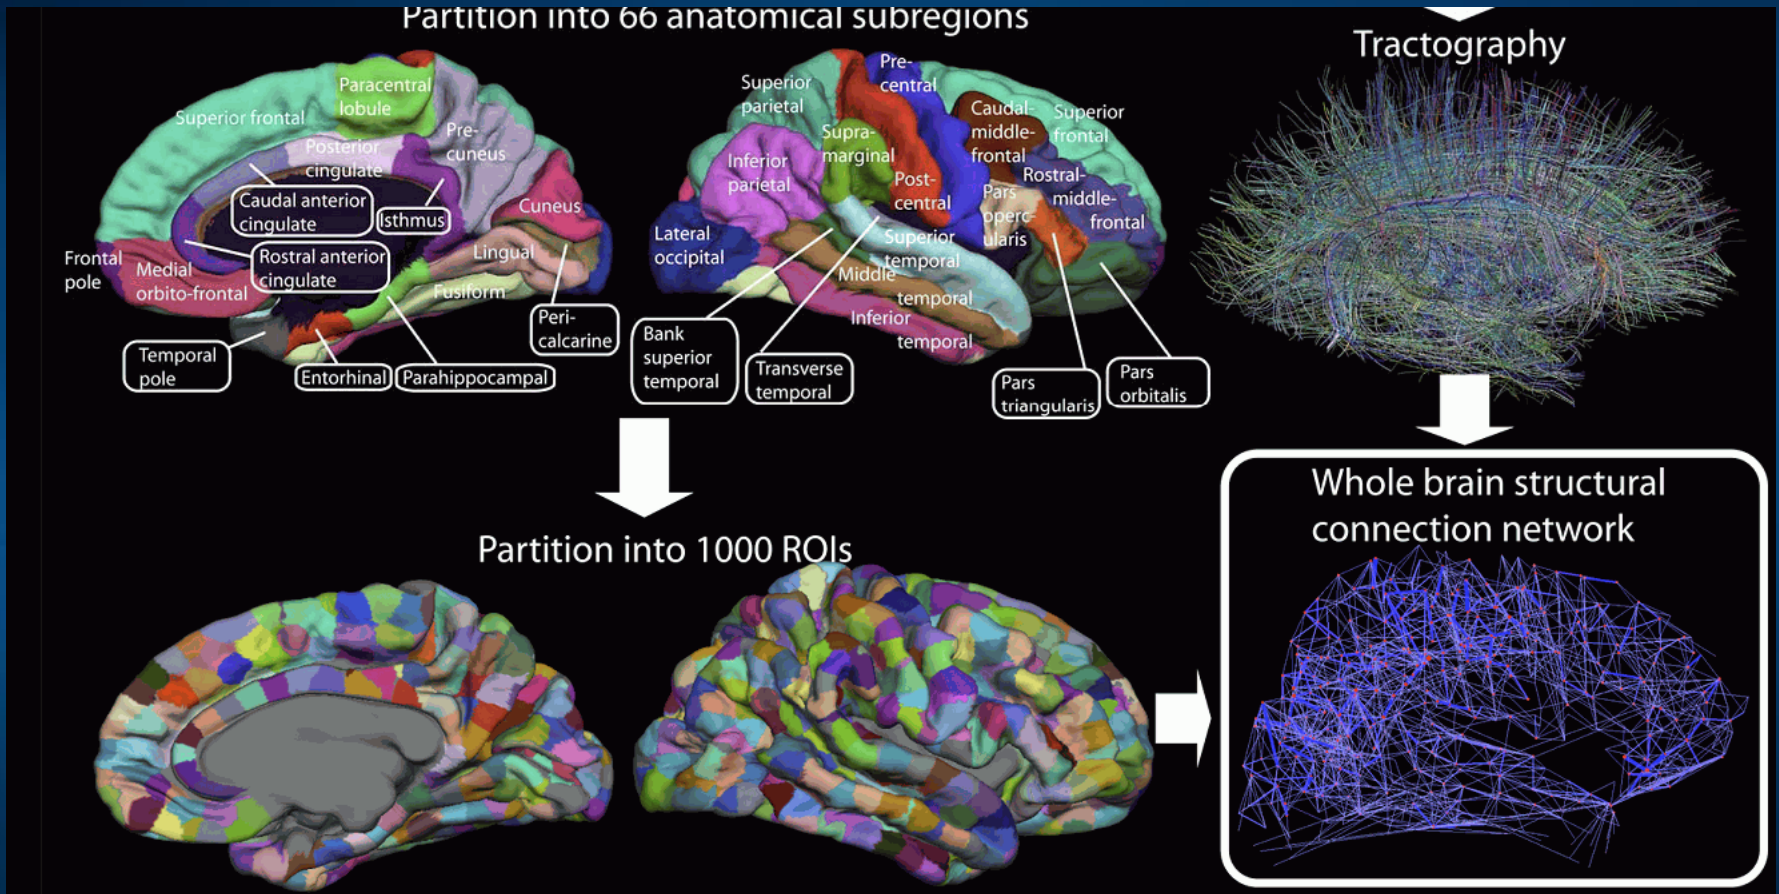 Partition into 66 anatomical subregions
Tractography
Superior frontal
Paracentral
lobule
Pre-
cuneus
Posterior
cingulate
Caudal anterior
cingulate
Isthmus
Cuneus
Frontal
pole
Medial
orbito-frontal
Rostral anterior
cingulate
Lingual
Fusiform
Peri-
calcarine
Temporal
pole
Entorhinal
Parahippocampal
Superior
parietal
Pre-
central
Caudal-
middle-
frontal
Superior
frontal
Supra-
marginal
Inferior
parietal
Post-
central
Pars
operc-
ularis
Rostral-
middle-
frontal
Lateral
occipital
Superior
temporal
Middle
temporal
Inferior
temporal
Bank
superior
temporal
Transverse
temporal
Pars
triangularis
Pars
orbitalis
Partition into 1000 ROIs
Whole brain structural
connection network